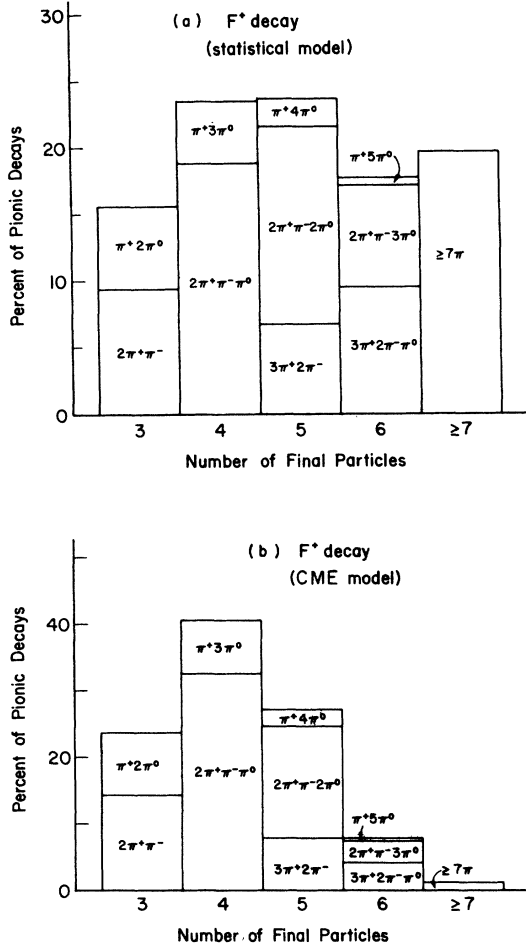 (a) F⁺ decay
(statistical model)
Percent of Pionic Decays
30
20
10
0
π⁺2π⁰
2π⁺π⁻
π⁺3π⁰
2π⁺π⁻π⁰
π⁺4π⁰
2π⁺π⁻2π⁰
3π⁺2π⁻
π⁺5π⁰
2π⁺π⁻3π⁰
3π⁺2π⁻π⁰
≥7π
3 4 5 6 ≥7
Number of Final Particles
(b) F⁺ decay
(CME model)
Percent of Pionic Decays
40
20
0
π⁺2π⁰
2π⁺π⁻
π⁺3π⁰
2π⁺π⁻π⁰
π⁺4π⁰
2π⁺π⁻2π⁰
3π⁺2π⁻
π⁺5π⁰
2π⁺π⁻3π⁰
3π⁺2π⁻π⁰
≥7π
3 4 5 6 ≥7
Number of Final Particles